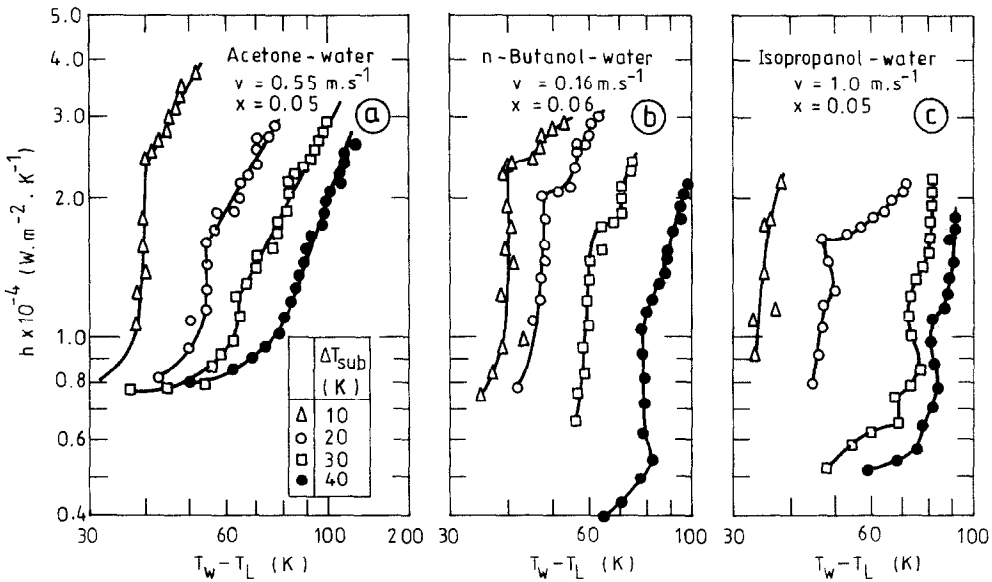 h x 10⁻⁴ (W.m⁻².K⁻¹)
5.0
4.0
3.0
2.0
1.0
0.8
0.6
0.4
Acetone-water
v = 0.55 m.s⁻¹
x = 0.05
a
ΔTsub
(K)
10
20
30
40
30
60
100
200
T_W - T_L (K)
n-Butanol-water
v = 0.16 m.s⁻¹
x = 0.06
b
60
100
T_W - T_L (K)
Isopropanol-water
v = 1.0 m.s⁻¹
x = 0.05
c
30
60
100
T_W - T_L (K)